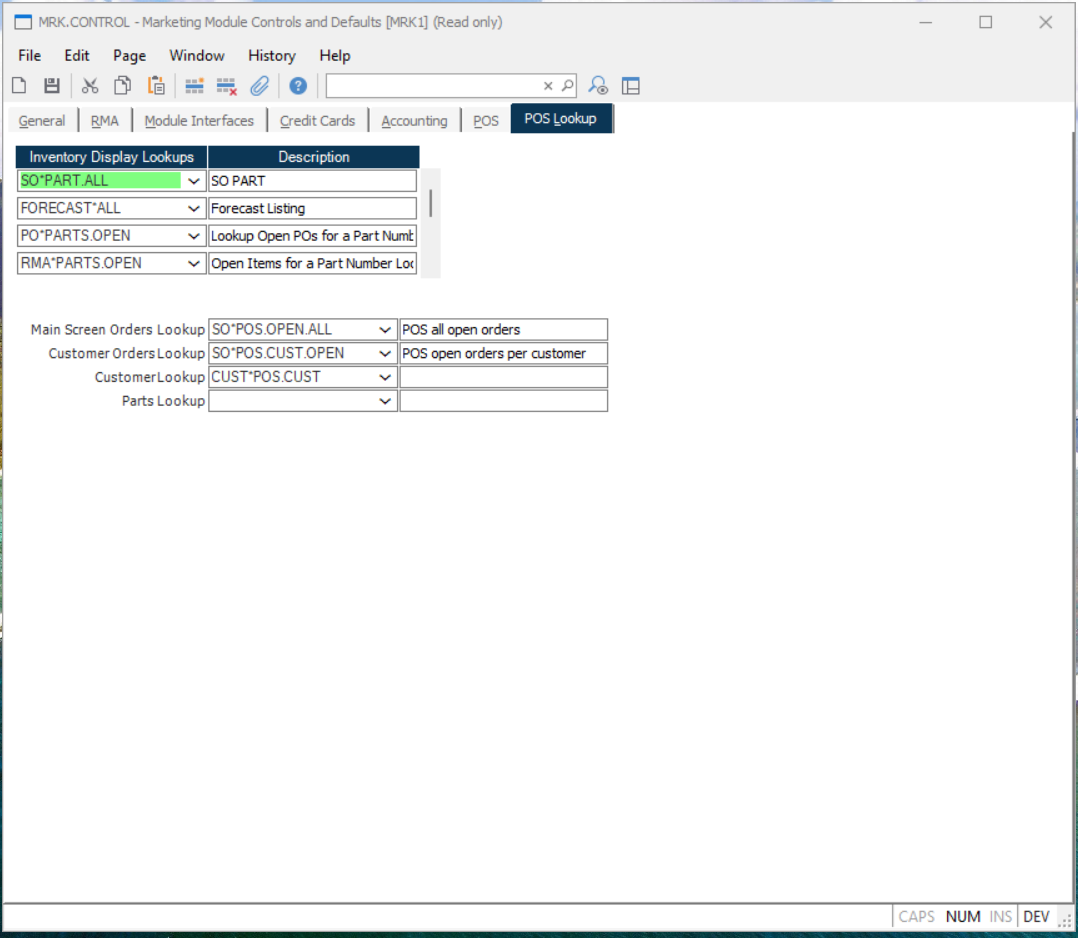 MRK.CONTROL - Marketing Module Controls and Defaults [MRK1] (Read only)
File Edit Page Window History Help
General RMA Module Interfaces Credit Cards Accounting POS POS Lookup
Inventory Display Lookups Description
SO*PART.ALL SO PART
FORECAST*ALL Forecast Listing
PO*PARTS.OPEN Lookup Open POs for a Part Numb
RMA*PARTS.OPEN Open Items for a Part Number Loo
Main Screen Orders Lookup SO*POS.OPEN.ALL POS all open orders
Customer Orders Lookup SO*POS.CUST.OPEN POS open orders per customer
CustomerLookup CUST*POS.CUST
Parts Lookup
CAPS NUM INS DEV